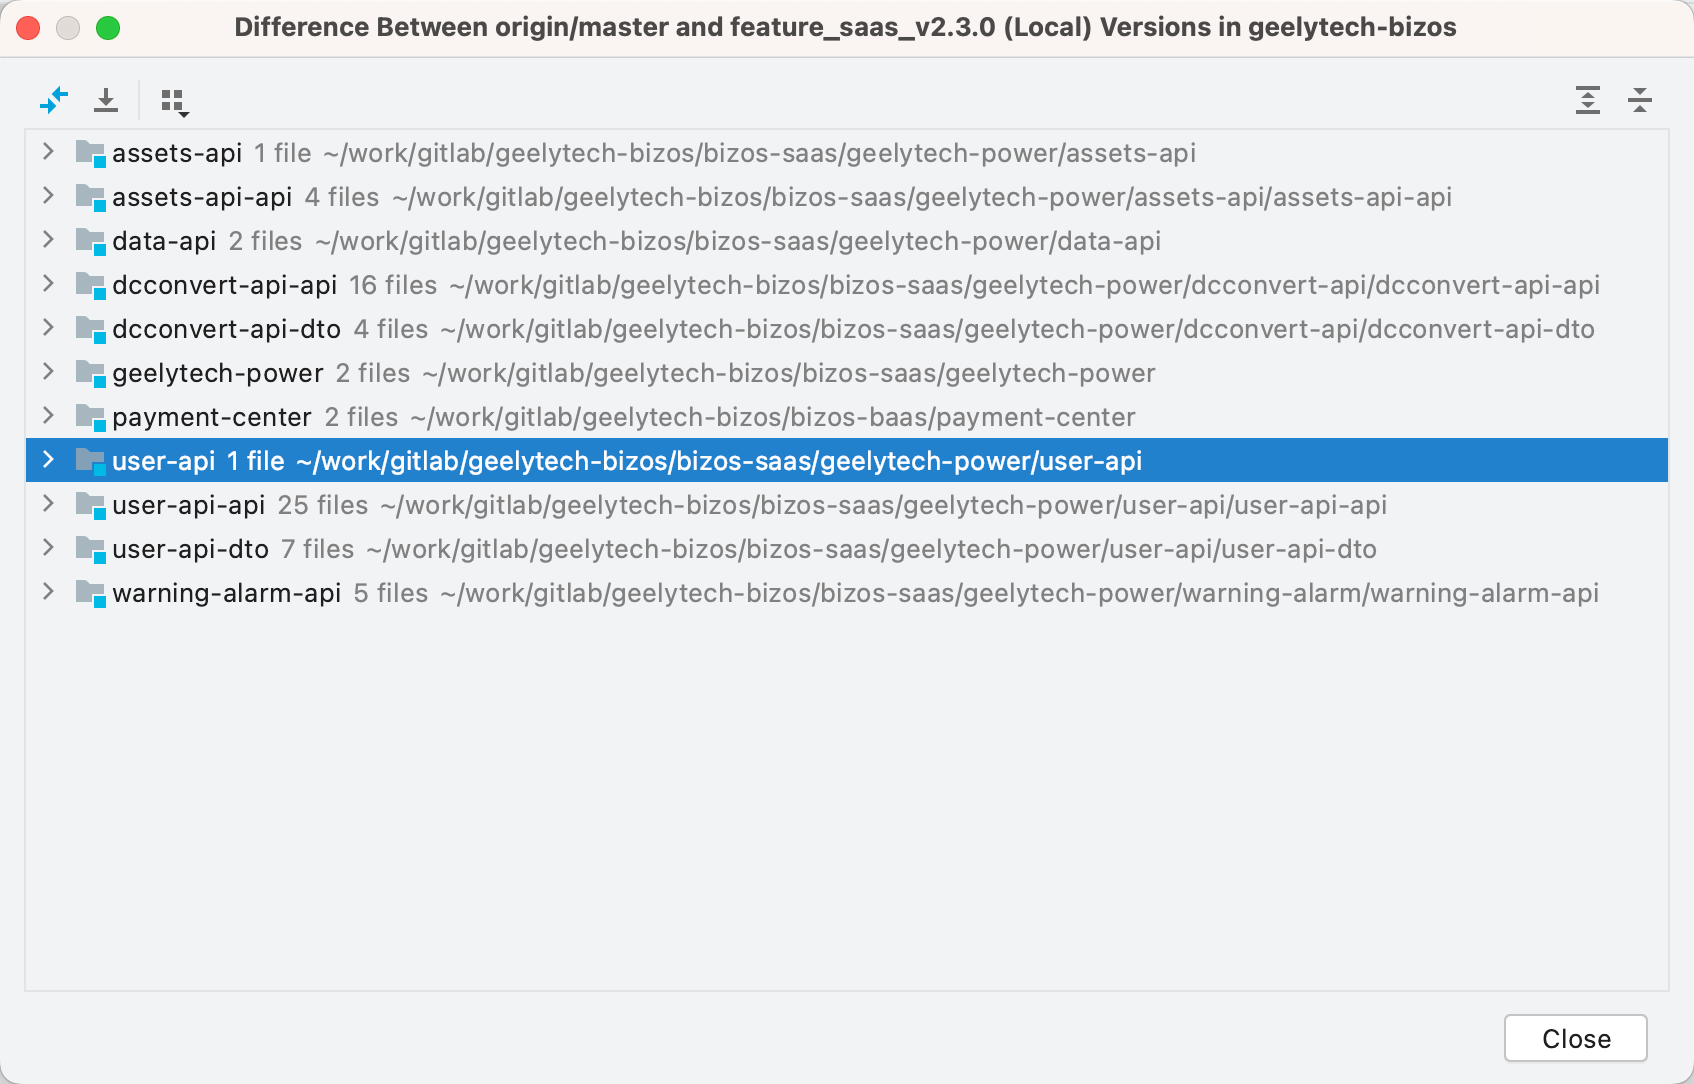 Difference Between origin/master and feature_saas_v2.3.0 (Local) Versions in geelytech-bizos
assets-api 1 file ~/work/gitlab/geelytech-bizos/bizos-saas/geelytech-power/assets-api
assets-api-api 4 files ~/work/gitlab/geelytech-bizos/bizos-saas/geelytech-power/assets-api/assets-api-api
data-api 2 files ~/work/gitlab/geelytech-bizos/bizos-saas/geelytech-power/data-api
dcconvert-api-api 16 files ~/work/gitlab/geelytech-bizos/bizos-saas/geelytech-power/dcconvert-api/dcconvert-api-api
dcconvert-api-dto 4 files ~/work/gitlab/geelytech-bizos/bizos-saas/geelytech-power/dcconvert-api/dcconvert-api-dto
geelytech-power 2 files ~/work/gitlab/geelytech-bizos/bizos-saas/geelytech-power
payment-center 2 files ~/work/gitlab/geelytech-bizos/bizos-baas/payment-center
user-api 1 file ~/work/gitlab/geelytech-bizos/bizos-saas/geelytech-power/user-api
user-api-api 25 files ~/work/gitlab/geelytech-bizos/bizos-saas/geelytech-power/user-api/user-api-api
user-api-dto 7 files ~/work/gitlab/geelytech-bizos/bizos-saas/geelytech-power/user-api/user-api-dto
warning-alarm-api 5 files ~/work/gitlab/geelytech-bizos/bizos-saas/geelytech-power/warning-alarm/warning-alarm-api
Close